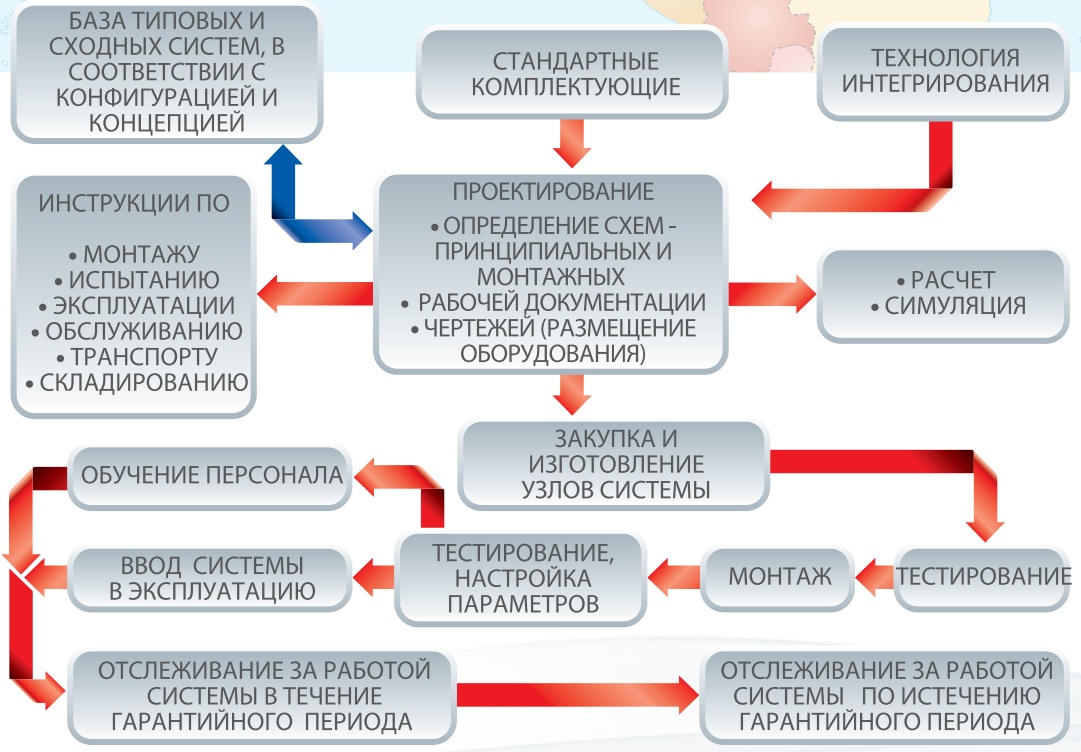 БАЗА ТИПОВЫХ И
СХОДНЫХ СИСТЕМ, В
СООТВЕТСТВИИ С
КОНФИГУРАЦИЕЙ И
КОНЦЕПЦИЕЙ
СТАНДАРТНЫЕ
КОМПЛЕКТУЮЩИЕ
ТЕХНОЛОГИЯ
ИНТЕГРИРОВАНИЯ
ИНСТРУКЦИИ ПО
• МОНТАЖУ
• ИСПЫТАНИЮ
• ЭКСПЛУАТАЦИИ
• ОБСЛУЖИВАНИЮ
• ТРАНСПОРТУ
• СКЛАДИРОВАНИЮ
ПРОЕКТИРОВАНИЕ
• ОПРЕДЕЛЕНИЕ СХЕМ -
ПРИНЦИПИАЛЬНЫХ И
МОНТАЖНЫХ
• РАБОЧЕЙ ДОКУМЕНТАЦИИ
• ЧЕРТЕЖЕЙ (РАЗМЕЩЕНИЕ
ОБОРУДОВАНИЯ)
• РАСЧЕТ
• СИМУЛЯЦИЯ
ЗАКУПКА И
ИЗГОТОВЛЕНИЕ
УЗЛОВ СИСТЕМЫ
ОБУЧЕНИЕ ПЕРСОНАЛА
ВВОД СИСТЕМЫ
В ЭКСПЛУАТАЦИЮ
ТЕСТИРОВАНИЕ,
НАСТРОЙКА
ПАРАМЕТРОВ
МОНТАЖ
ТЕСТИРОВАНИЕ
ОТСЛЕЖИВАНИЕ ЗА РАБОТОЙ
СИСТЕМЫ В ТЕЧЕНИЕ
ГАРАНТИЙНОГО ПЕРИОДА
ОТСЛЕЖИВАНИЕ ЗА РАБОТОЙ
СИСТЕМЫ ПО ИСТЕЧЕНИЮ
ГАРАНТИЙНОГО ПЕРИОДА